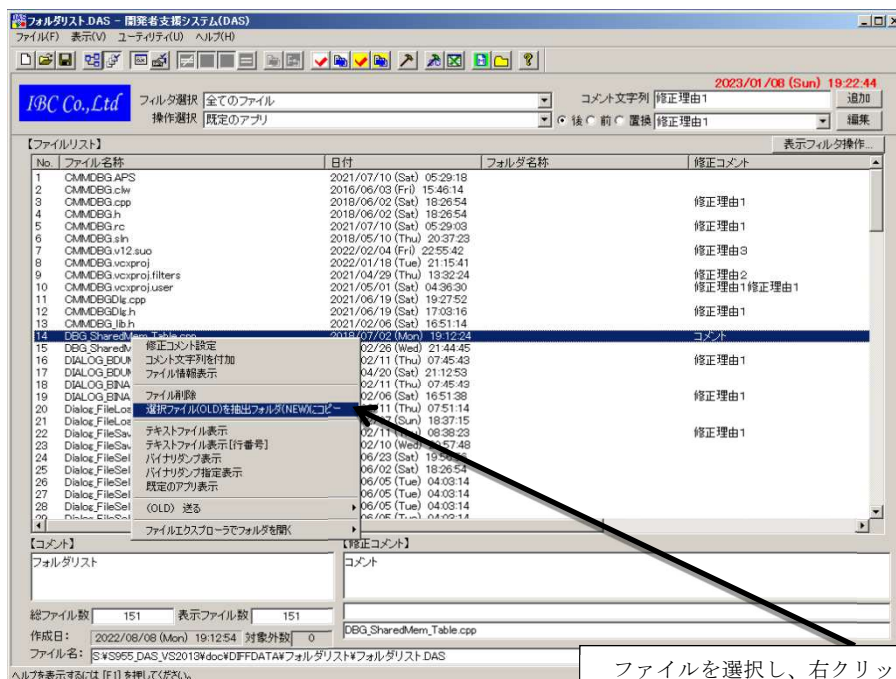 フォルダリスト.DAS - 開発者支援システム(DAS)
ファイル(F) 表示(V) ユーティリティ(U) ヘルプ(H)
2023/01/08 (Sun) 19:22:44
IBC Co.,Ltd
フィルタ選択 全てのファイル
コメント文字列 修正理由1 追加
操作選択 既定のアプリ
後 前 置換 修正理由1 編集
【ファイルリスト】 表示フィルタ操作...
No. ファイル名称 日付 フォルダ名称 修正コメント
1 CMMDBG.APS 2021/07/10 (Sat) 05:29:18
2 CMMDBG.clw 2016/06/03 (Fri) 15:46:14
3 CMMDBG.cpp 2018/06/02 (Sat) 18:26:54 修正理由1
4 CMMDBG.h 2018/06/02 (Sat) 18:26:54
5 CMMDBG.rc 2021/07/10 (Sat) 05:29:03 修正理由1
6 CMMDBG.sln 2018/05/10 (Thu) 20:37:23
7 CMMDBG.v12.suo 2022/02/04 (Fri) 22:55:42 修正理由3
8 CMMDBG.vcxproj 2022/01/18 (Tue) 21:15:41
9 CMMDBG.vcxproj.filters 2021/04/29 (Thu) 13:32:24 修正理由2
10 CMMDBG.vcxproj.user 2021/05/01 (Sat) 04:36:30 修正理由1修正理由1
11 CMMDBGDlg.cpp 2021/06/19 (Sat) 19:27:52
12 CMMDBGDlg.h 2021/06/19 (Sat) 17:03:16 修正理由1
13 CMMDBG_lib.h 2021/02/06 (Sat) 16:51:14
14 DBG_SharedMem_Table.cpp 2018/07/02 (Mon) 19:12:24 コメント
15 DBG_SharedM 02/26 (Wed) 21:44:45
16 DIALOG_BDUM 02/11 (Thu) 07:45:43 修正理由1
17 DIALOG_BDUM 04/20 (Sat) 21:12:53
18 DIALOG_BINA 02/11 (Thu) 07:45:43
19 DIALOG_BINA 02/06 (Sat) 16:51:38 修正理由1
20 Dialog_FileLoa 11 (Thu) 07:51:14
21 Dialog_FileLoa (Sun) 18:37:15
22 Dialog_FileSav 02/11 08:38:23 修正理由1
23 Dialog_FileSav 02/10 (Wed) 57:48
24 Dialog_FileSel 06/23 (Sat)
25 Dialog_FileSel 06/02 (Sat) 18:26:54
26 Dialog_FileSel 06/05 (Tue) 04:03:14
27 Dialog_FileSel 06/05 (Tue) 04:03:14
28 Dialog_FileSel 06/05 (Tue) 04:03:14
29 Dialog_FileSel 06/05 (Tue) 04:03:14
修正コメント設定
コメント文字列を付加
ファイル情報表示
ファイル削除
選択ファイル(OLD)を抽出フォルダ(NEW)にコピー
テキストファイル表示
テキストファイル表示[行番号]
バイナリダンプ表示
バイナリダンプ指定表示
既定のアプリ表示
(OLD) 送る
ファイルエクスプローラでフォルダを開く
【コメント】 【修正コメント】
フォルダリスト コメント
総ファイル数 151 表示ファイル数 151
作成日: 2022/08/08 (Mon) 19:12:54 対象外数 0
DBG_SharedMem_Table.cpp
ファイル名: S:¥S955_DAS_VS2013¥doc¥DIFFDATA¥フォルダリスト¥フォルダリスト.DAS
ヘルプを表示するには [F1] を押してください。
ファイルを選択し、右クリッ